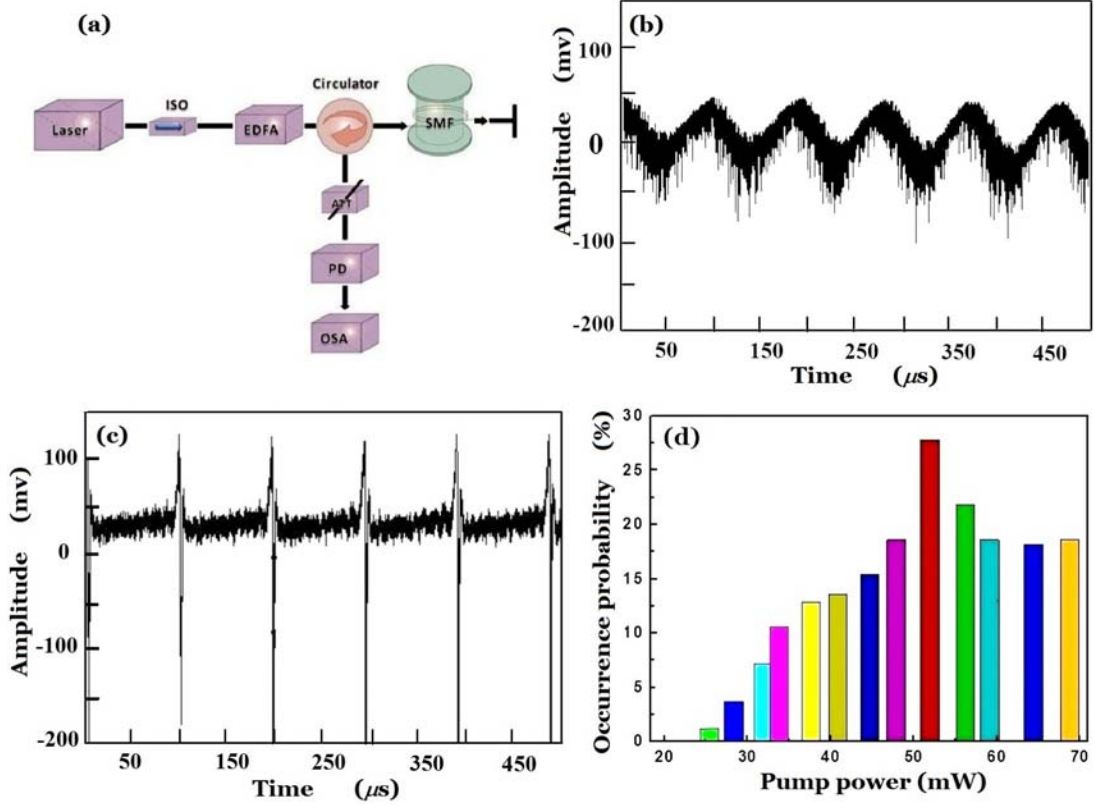 (a)
Laser
ISO
EDFA
Circulator
SMF
ATT
PD
OSA
(b)
Amplitude (mv)
100
0
-100
-200
50 150 250 350 450
Time (μs)
(c)
Amplitude (mv)
100
0
-100
-200
50 150 250 350 450
Time (μs)
(d)
Occurrence probability (%)
30
25
20
15
10
5
0
20 30 40 50 60 70
Pump power (mW)